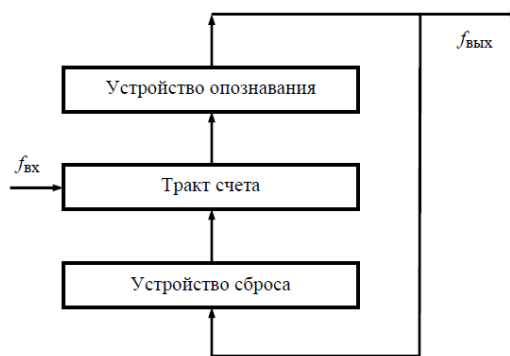 fвых
Устройство опознавания
fвх
Тракт счета
Устройство сброса